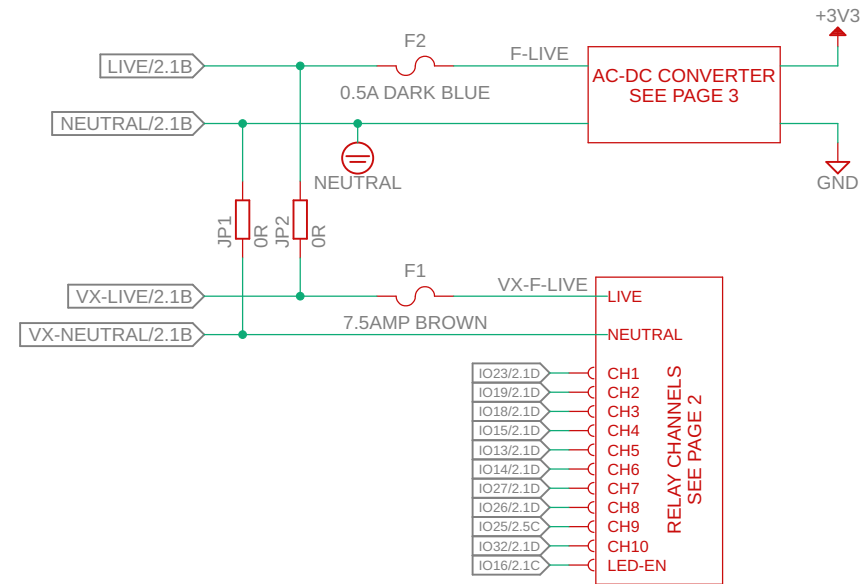 +3V3
F2
LIVE/2.1B
F-LIVE
0.5A DARK BLUE
AC-DC CONVERTER
SEE PAGE 3
NEUTRAL/2.1B
NEUTRAL
GND
JP1
0R
JP2
0R
F1
VX-LIVE/2.1B
VX-F-LIVE
LIVE
7.5AMP BROWN
VX-NEUTRAL/2.1B
NEUTRAL
IO23/2.1D CH1
IO19/2.1D CH2
IO18/2.1D CH3
IO15/2.1D CH4
IO13/2.1D CH5
IO14/2.1D CH6
IO27/2.1D CH7
IO26/2.1D CH8
IO25/2.5C CH9
IO32/2.1D CH10
IO16/2.1C LED-EN
RELAY CHANNELS
SEE PAGE 2